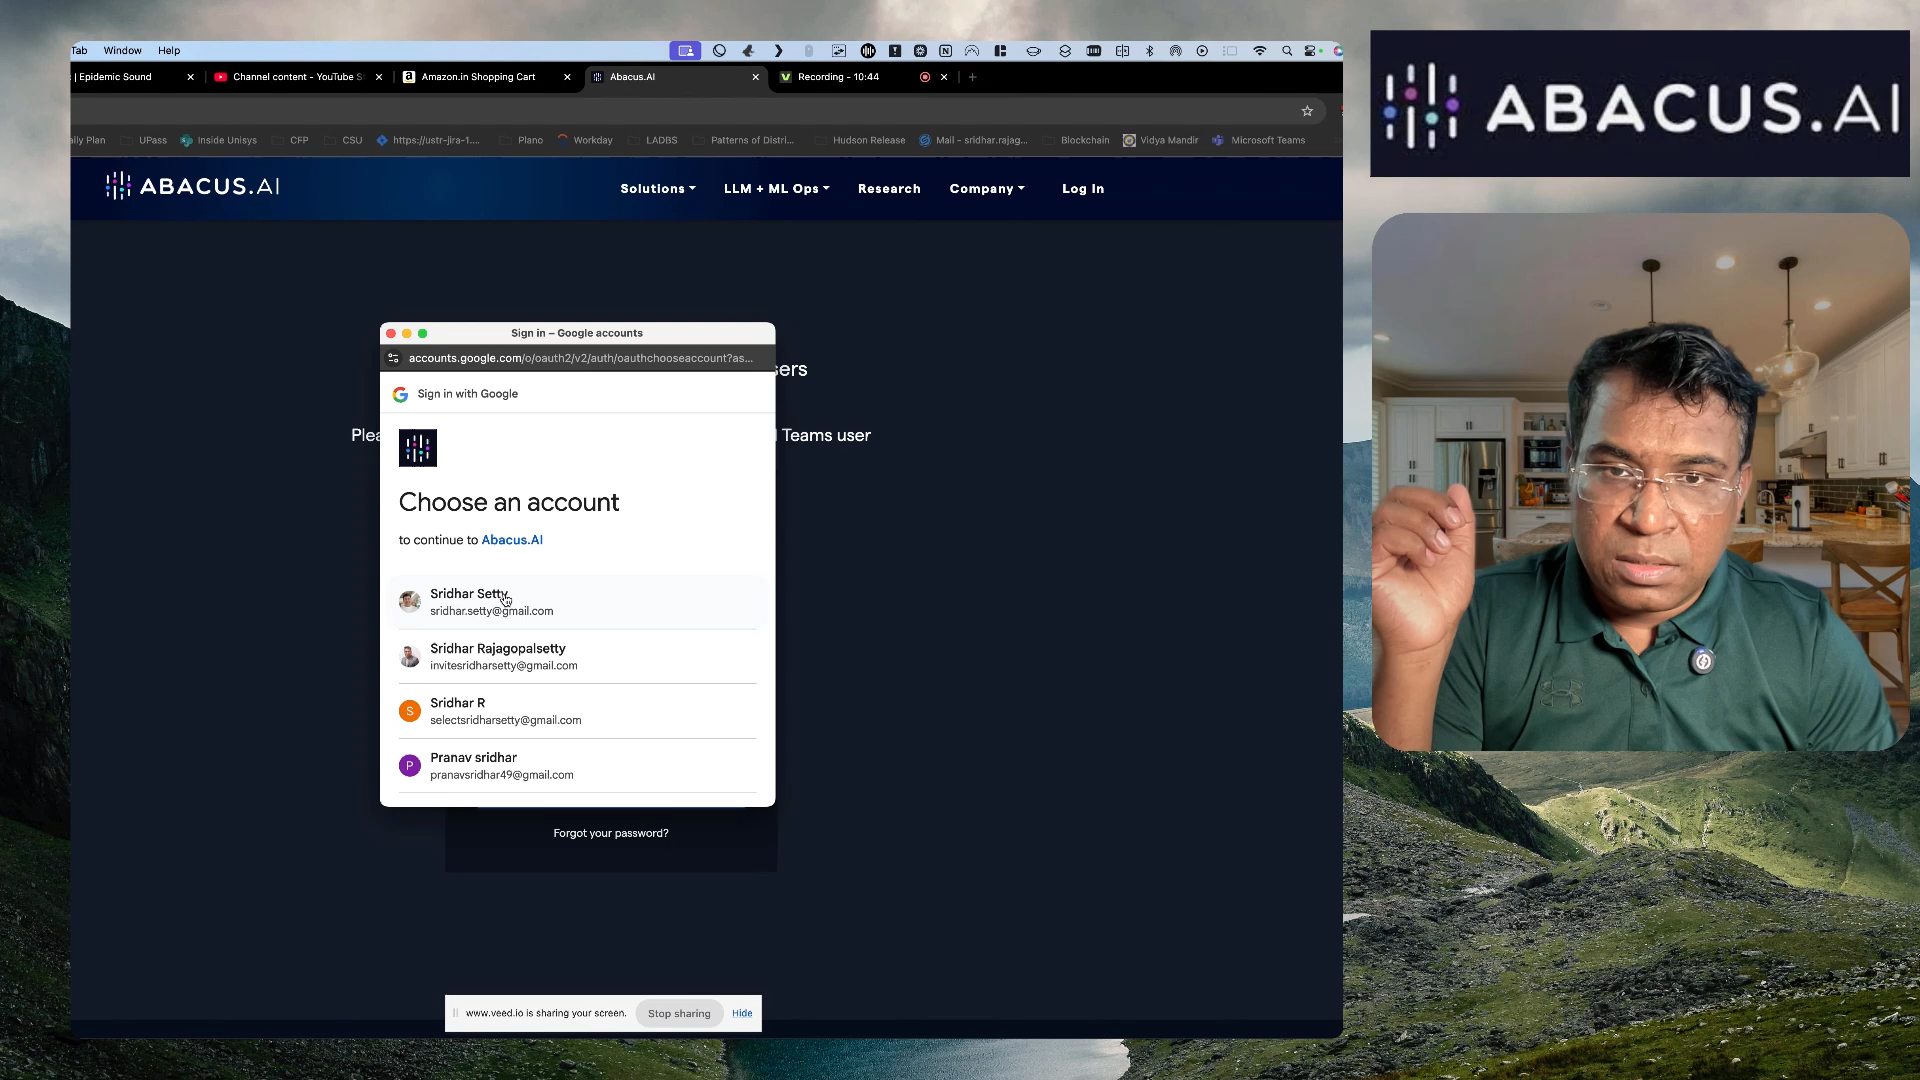 Tab Window Help
| Epidemic Sound
Channel content - YouTube St
Amazon.in Shopping Cart
Abacus.AI
Recording - 10:44
aily Plan
UPass
Inside Unisys
CFP
CSU
https://ustr-jira-1....
Plano
Workday
LADBS
Patterns of Distri...
Hudson Release
Mail - sridhar.rajag...
Blockchain
Vidya Mandir
Microsoft Teams
ABACUS.AI
Solutions
LLM + ML Ops
Research
Company
Log In
ABACUS.AI
Sign in – Google accounts
accounts.google.com/o/oauth2/v2/auth/oauthchooseaccount?as...
sers
Sign in with Google
Plea
Teams user
Choose an account
to continue to Abacus.AI
Sridhar Setty
sridhar.setty@gmail.com
Sridhar Rajagopalsetty
invitesridharsetty@gmail.com
S
Sridhar R
selectsridharsetty@gmail.com
P
Pranav sridhar
pranavsridhar49@gmail.com
Forgot your password?
www.veed.io is sharing your screen.
Stop sharing
Hide